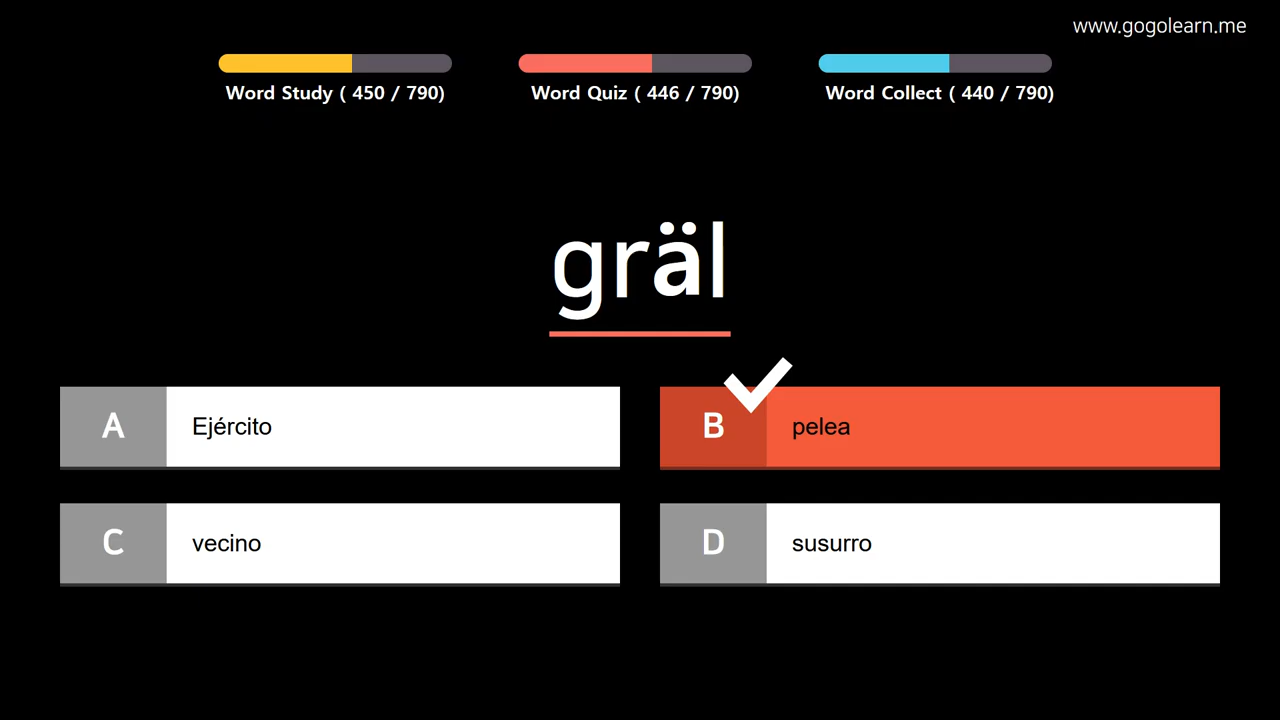 www.gogolearn.me
Word Study ( 450 / 790)
Word Quiz ( 446 / 790)
Word Collect ( 440 / 790)
gräl
A Ejército
B pelea
C vecino
D susurro